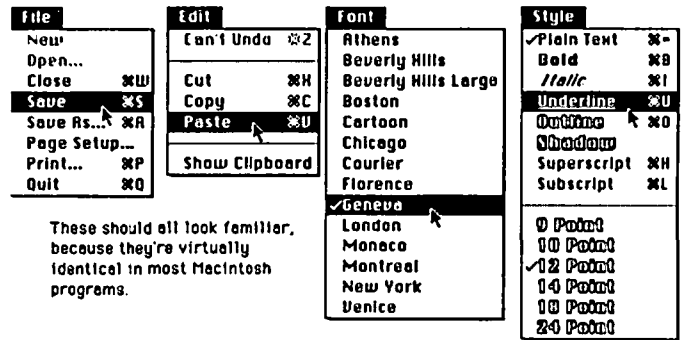 File
New
Open...
Close ⌘W
Save ⌘S
Save As... ⌘A
Page Setup...
Print... ⌘P
Quit ⌘Q
Edit
Can't Undo ⌘Z
Cut ⌘X
Copy ⌘C
Paste ⌘V
Show Clipboard
Font
Athens
Beverly Hills
Beverly Hills Large
Boston
Cartoon
Chicago
Courier
Florence
✓Geneva
London
Monaco
Montreal
New York
Venice
Style
✓Plain Text ⌘-
Bold ⌘B
Italic ⌘I
Underline ⌘U
Outline ⌘O
Shadow
Superscript ⌘H
Subscript ⌘L
9 Point
10 Point
✓12 Point
14 Point
18 Point
24 Point
These should all look familiar,
because they're virtually
identical in most Macintosh
programs.